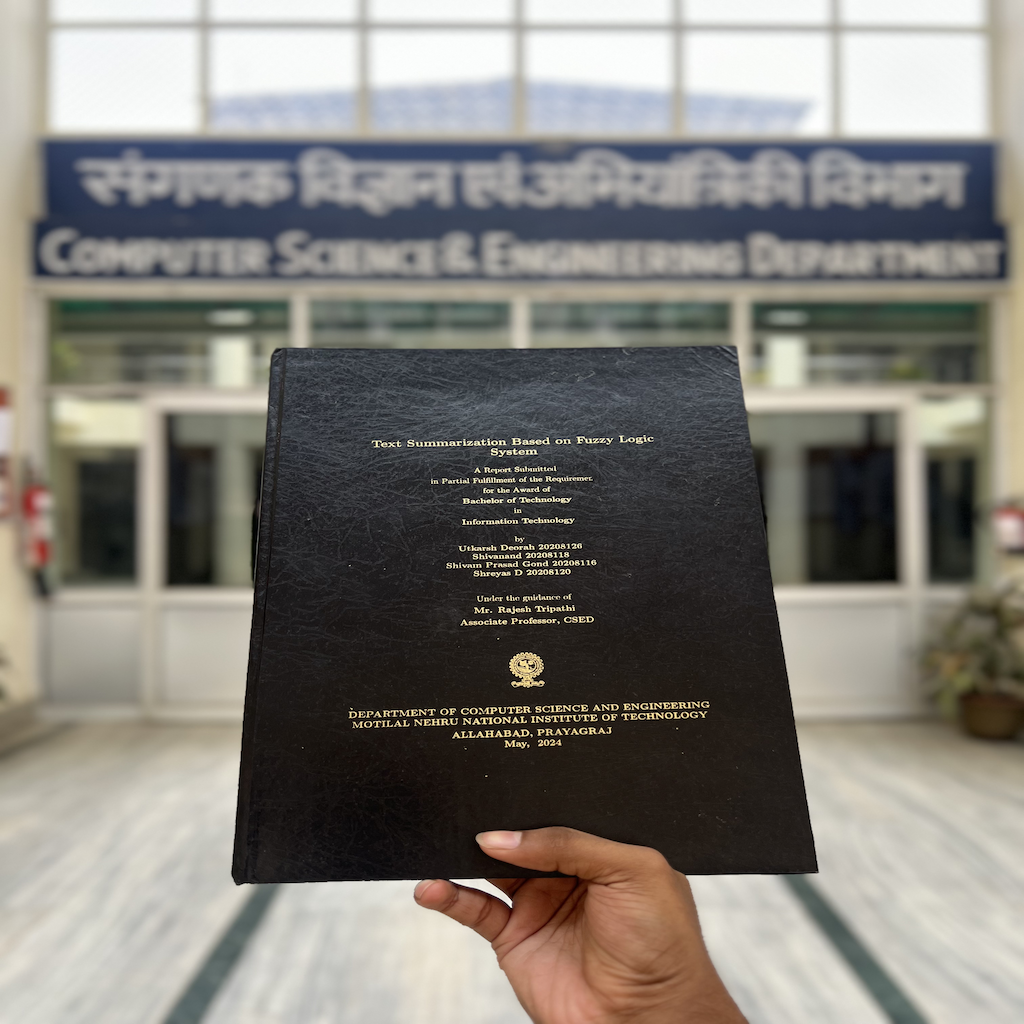 संगणक विज्ञान एवं अभियांत्रिकी विभाग
COMPUTER SCIENCE & ENGINEERING DEPARTMENT
Text Summarization Based on Fuzzy Logic
System
A Report Submitted
in Partial Fulfillment of the Requiremen
for the Award of
Bachelor of Technology
in
Information Technology
by
Utkarsh Deorah 20208126
Shivanand 20208118
Shivam Prasad Gond 20208116
Shreyas D 20208120
Under the guidance of
Mr. Rajesh Tripathi
Associate Professor, CSED
DEPARTMENT OF COMPUTER SCIENCE AND ENGINEERING
MOTILAL NEHRU NATIONAL INSTITUTE OF TECHNOLOGY
ALLAHABAD, PRAYAGRAJ
May, 2024